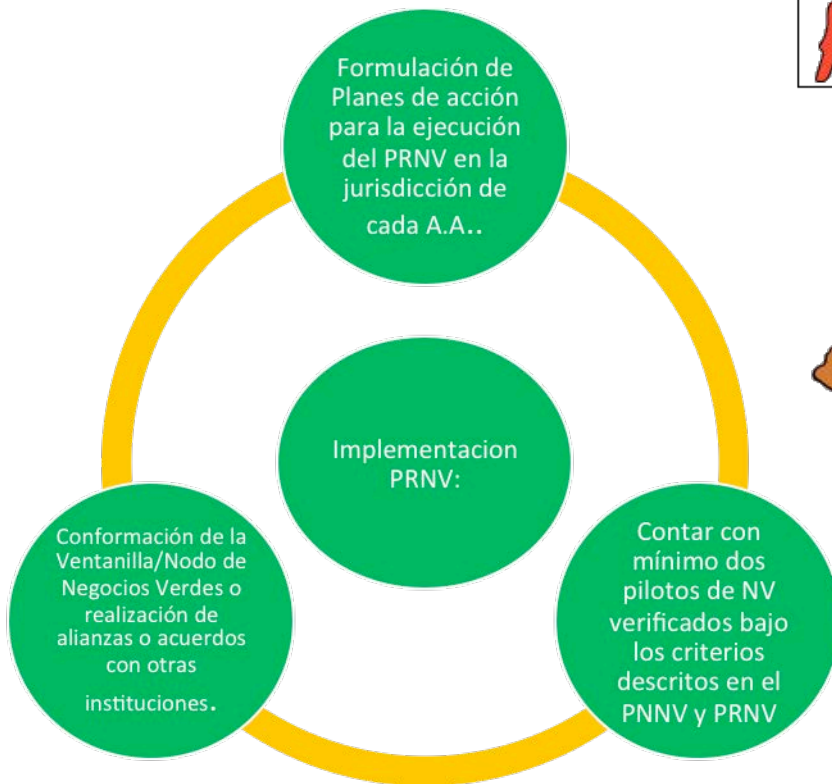 Formulación de
Planes de acción
para la ejecución
del PRNV en la
jurisdicción de
cada A.A..
Implementacion
PRNV:
Conformación de la
Ventanilla/Nodo de
Negocios Verdes o
realización de
alianzas o acuerdos
con otras
instituciones.
Contar con
mínimo dos
pilotos de NV
verificados bajo
los criterios
descritos en el
PNNV y PRNV